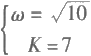 ω = √10
K = 7